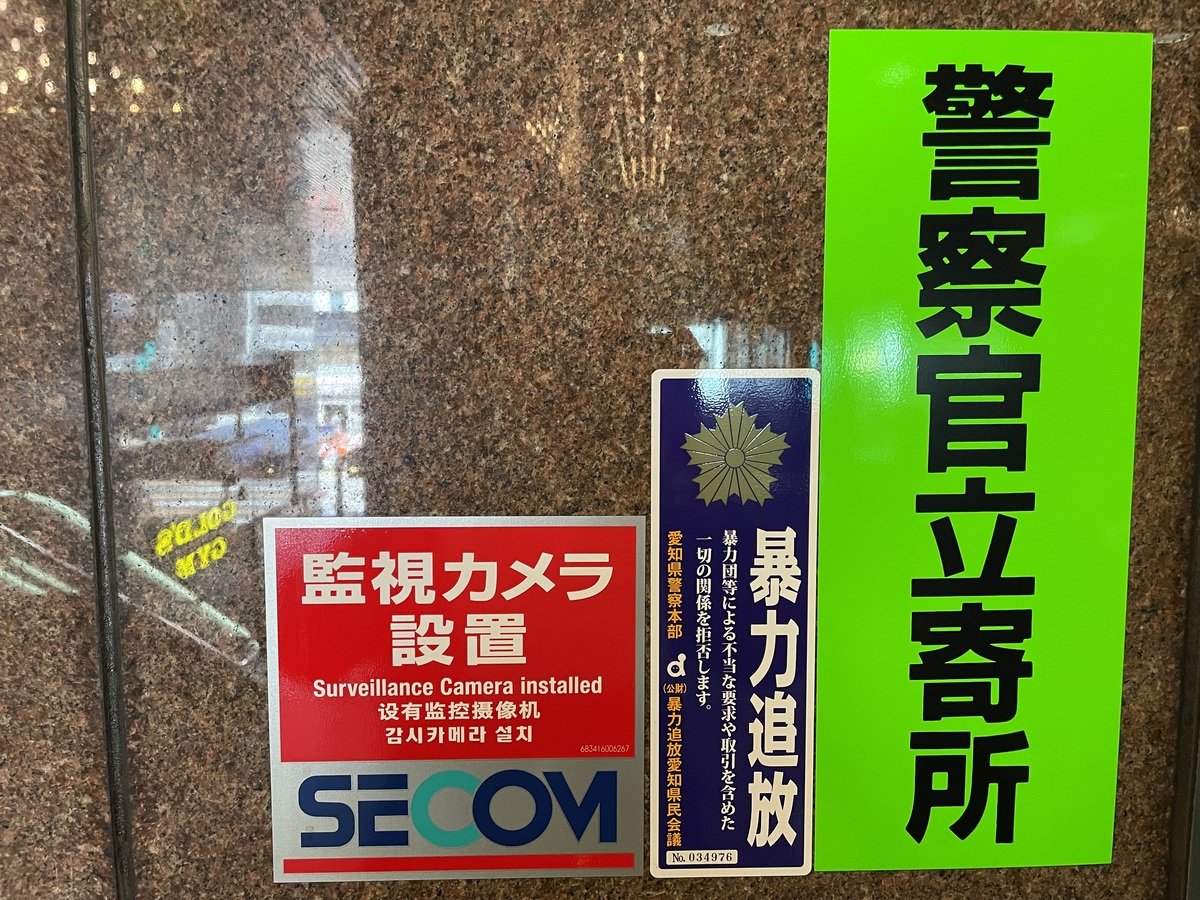 警察官立寄所
暴力追放
暴力団等による不当な要求や取引を含めた
一切の関係を拒否します。
愛知県警察本部
(公財)暴力追放愛知県民会議
No. 034976
監視カメラ
設置
Surveillance Camera installed
设有监控摄像机
감시카메라 설치
683416006267
SECOM
GOLD'S
GYM